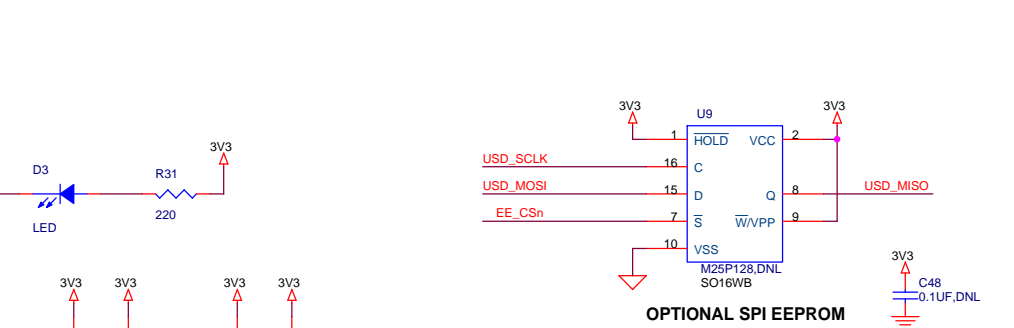 3V3
U9
3V3
1
HOLD
VCC
2
3V3
D3
R31
USD_SCLK
16
C
USD_MOSI
15
D
Q
8
USD_MISO
220
EE_CSn
7
S
W/VPP
9
LED
10
VSS
M25P128,DNL
SO16WB
3V3
C48
0.1UF,DNL
3V3
3V3
3V3
3V3
OPTIONAL SPI EEPROM